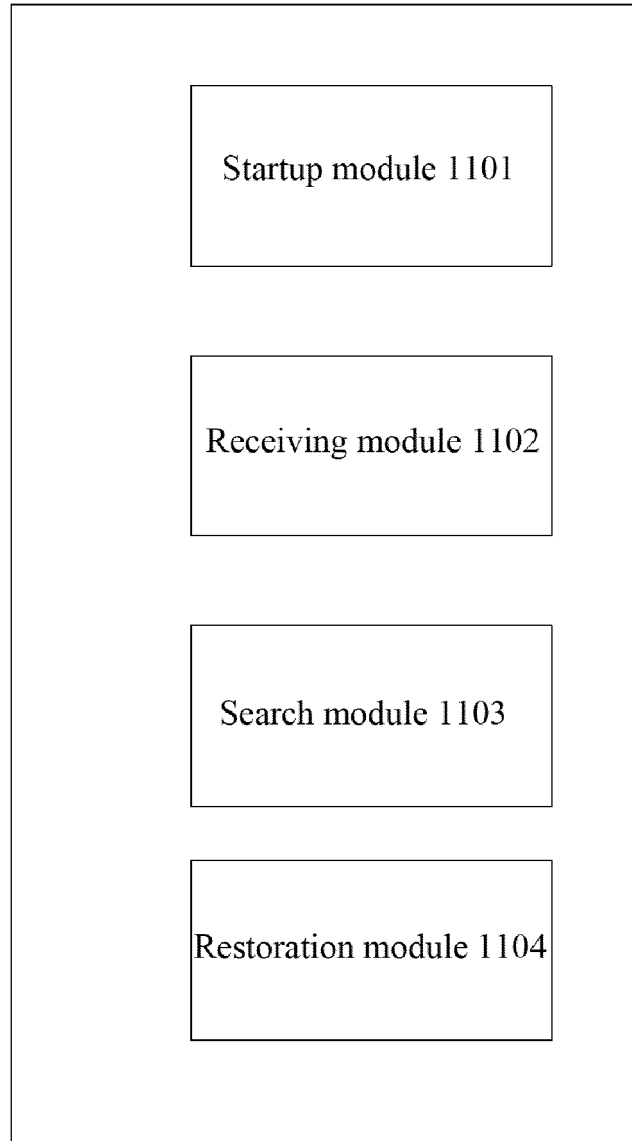 Startup module 1101
Receiving module 1102
Search module 1103
Restoration module 1104